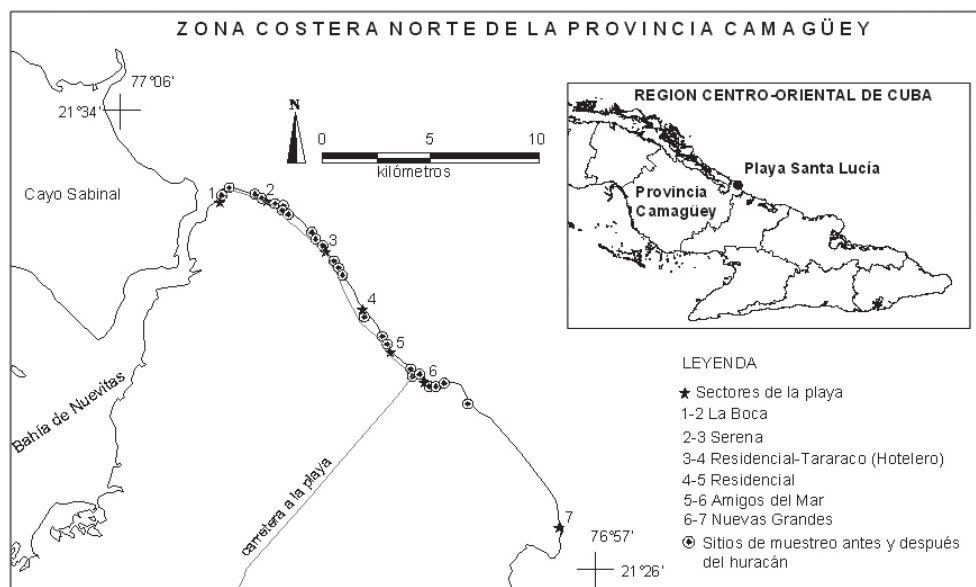 ZONA COSTERA NORTE DE LA PROVINCIA CAMAGÜEY
77°06'
21°34'
N
0 5 10
kilómetros
Cayo Sabinal
REGION CENTRO-ORIENTAL DE CUBA
Playa Santa Lucía
Provincia
Camagüey
1
2
3
4
5
6
7
Bahía de Nuevitas
carretera a la playa
LEYENDA
Sectores de la playa
1-2 La Boca
2-3 Serena
3-4 Residencial-Tararaco (Hotelero)
4-5 Residencial
5-6 Amigos del Mar
6-7 Nuevas Grandes
Sitios de muestreo antes y después
del huracán
76°57'
21°26'